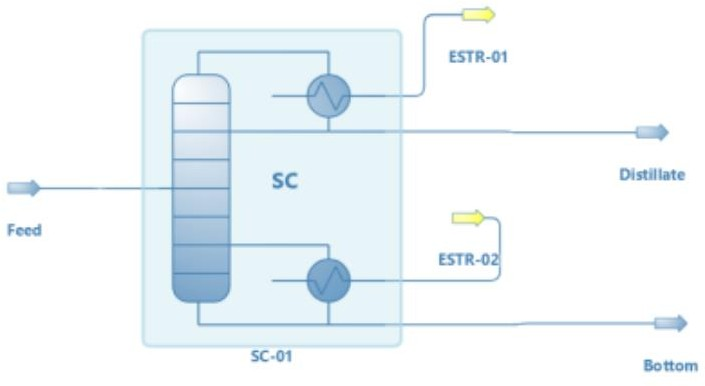 ESTR-01
Distillate
SC
Feed
ESTR-02
SC-01
Bottom